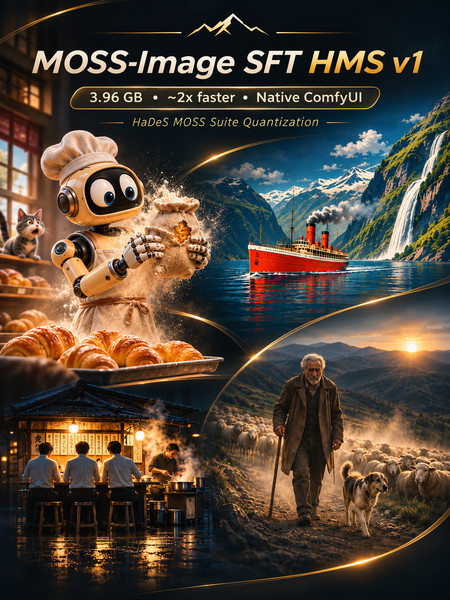 MOSS-Image SFT HMS v1
3.96 GB • ~2x faster • Native ComfyUI
HaDeS MOSS Suite Quantization